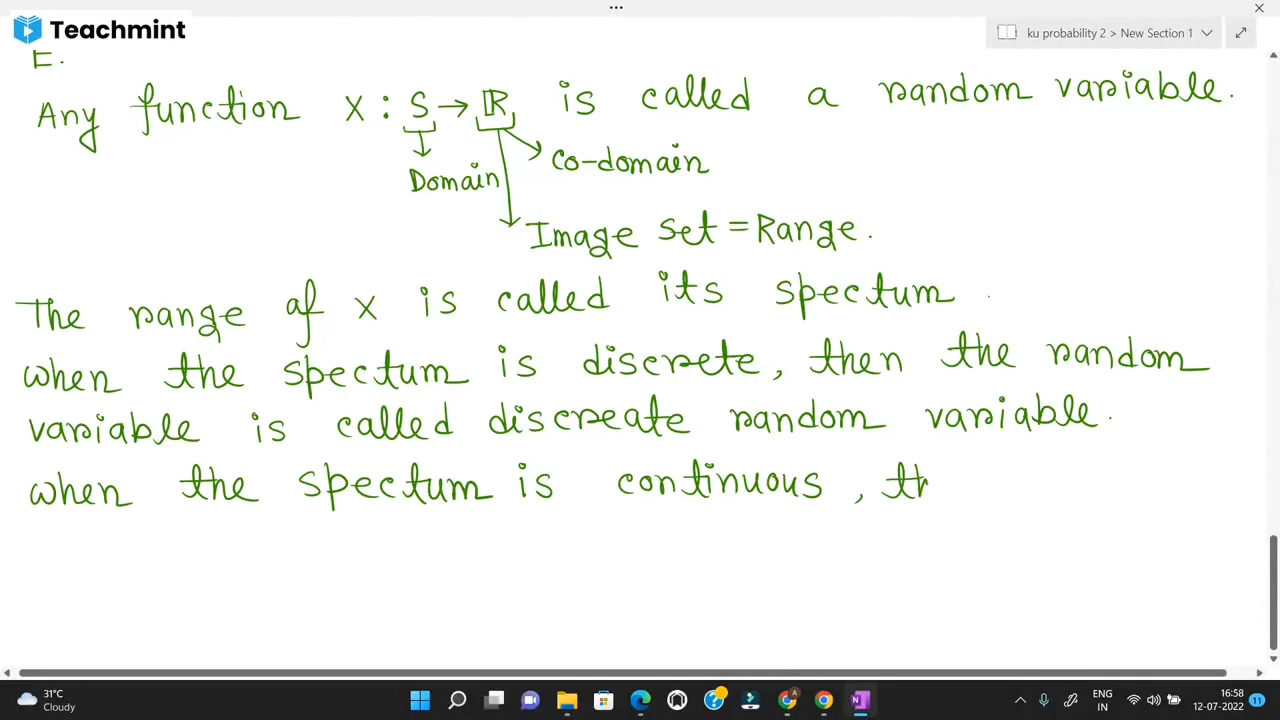 ...
Teachmint
ku probability 2 > New Section 1
E.
Any function X : S → ℝ is called a random variable.
Co-domain
Domain
Image set = Range.
The range of X is called its spectum
when the spectum is discrete, then the random
variable is called discreate random variable.
when the spectum is continuous, th
31°C
Cloudy
ENG
IN
16:58
12-07-2022
11